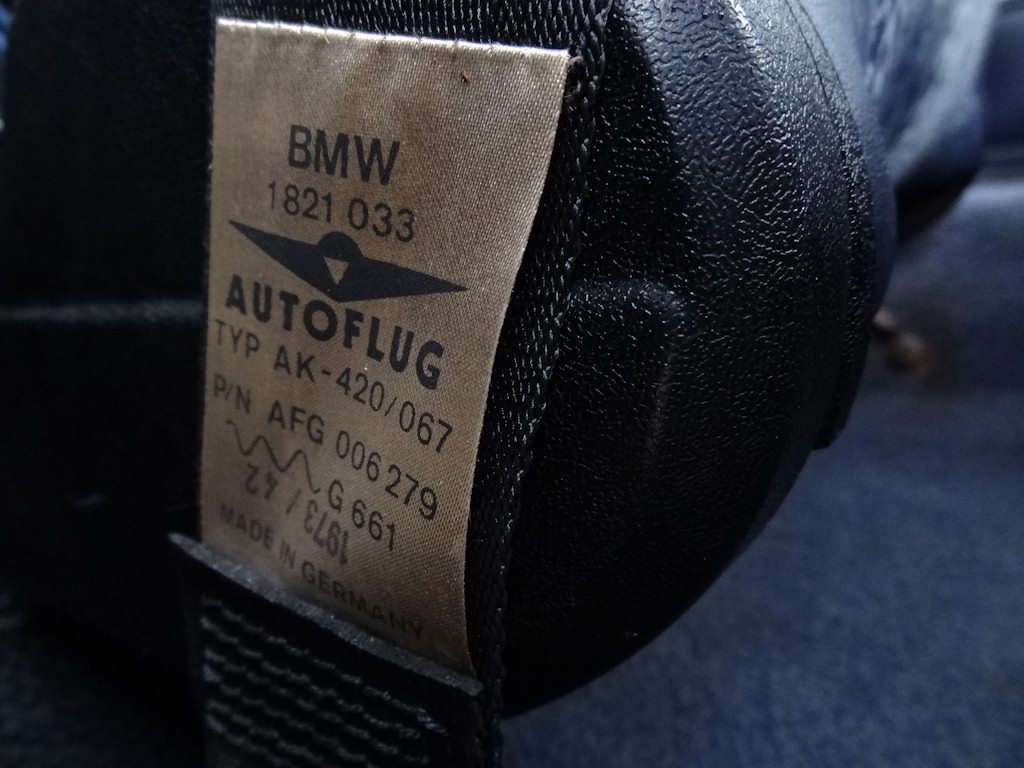 BMW
1821 033
AUTOFLUG
TYP AK-420/067
P/N AFG 006 279
G 661
1973 / 42
MADE IN GERMANY